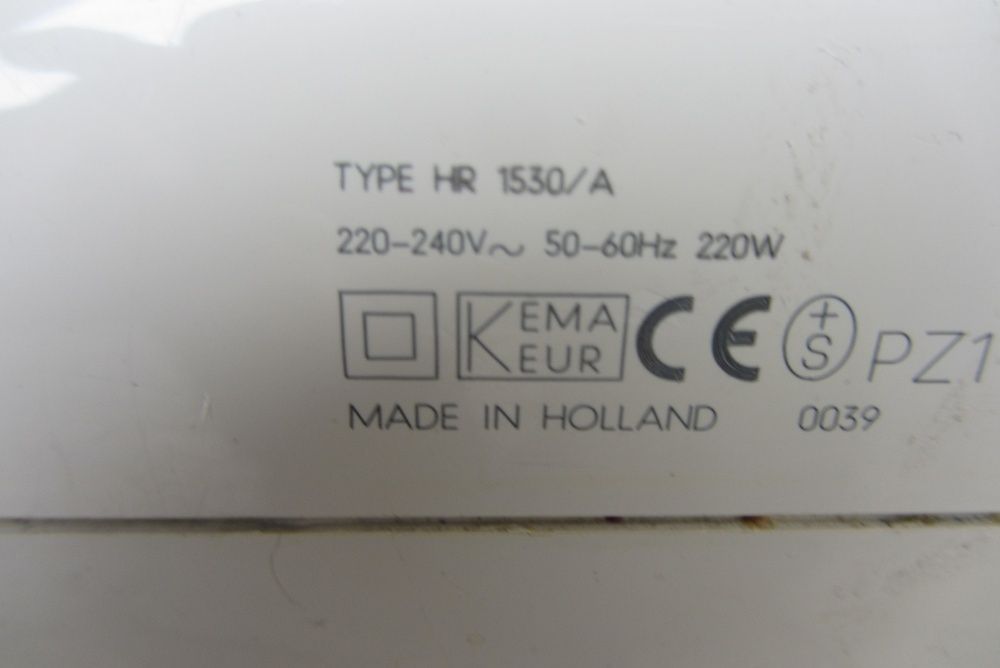 TYPE HR 1530/A
220-240V~ 50-60Hz 220W
KEMA KEUR CE +S PZ1
MADE IN HOLLAND 0039